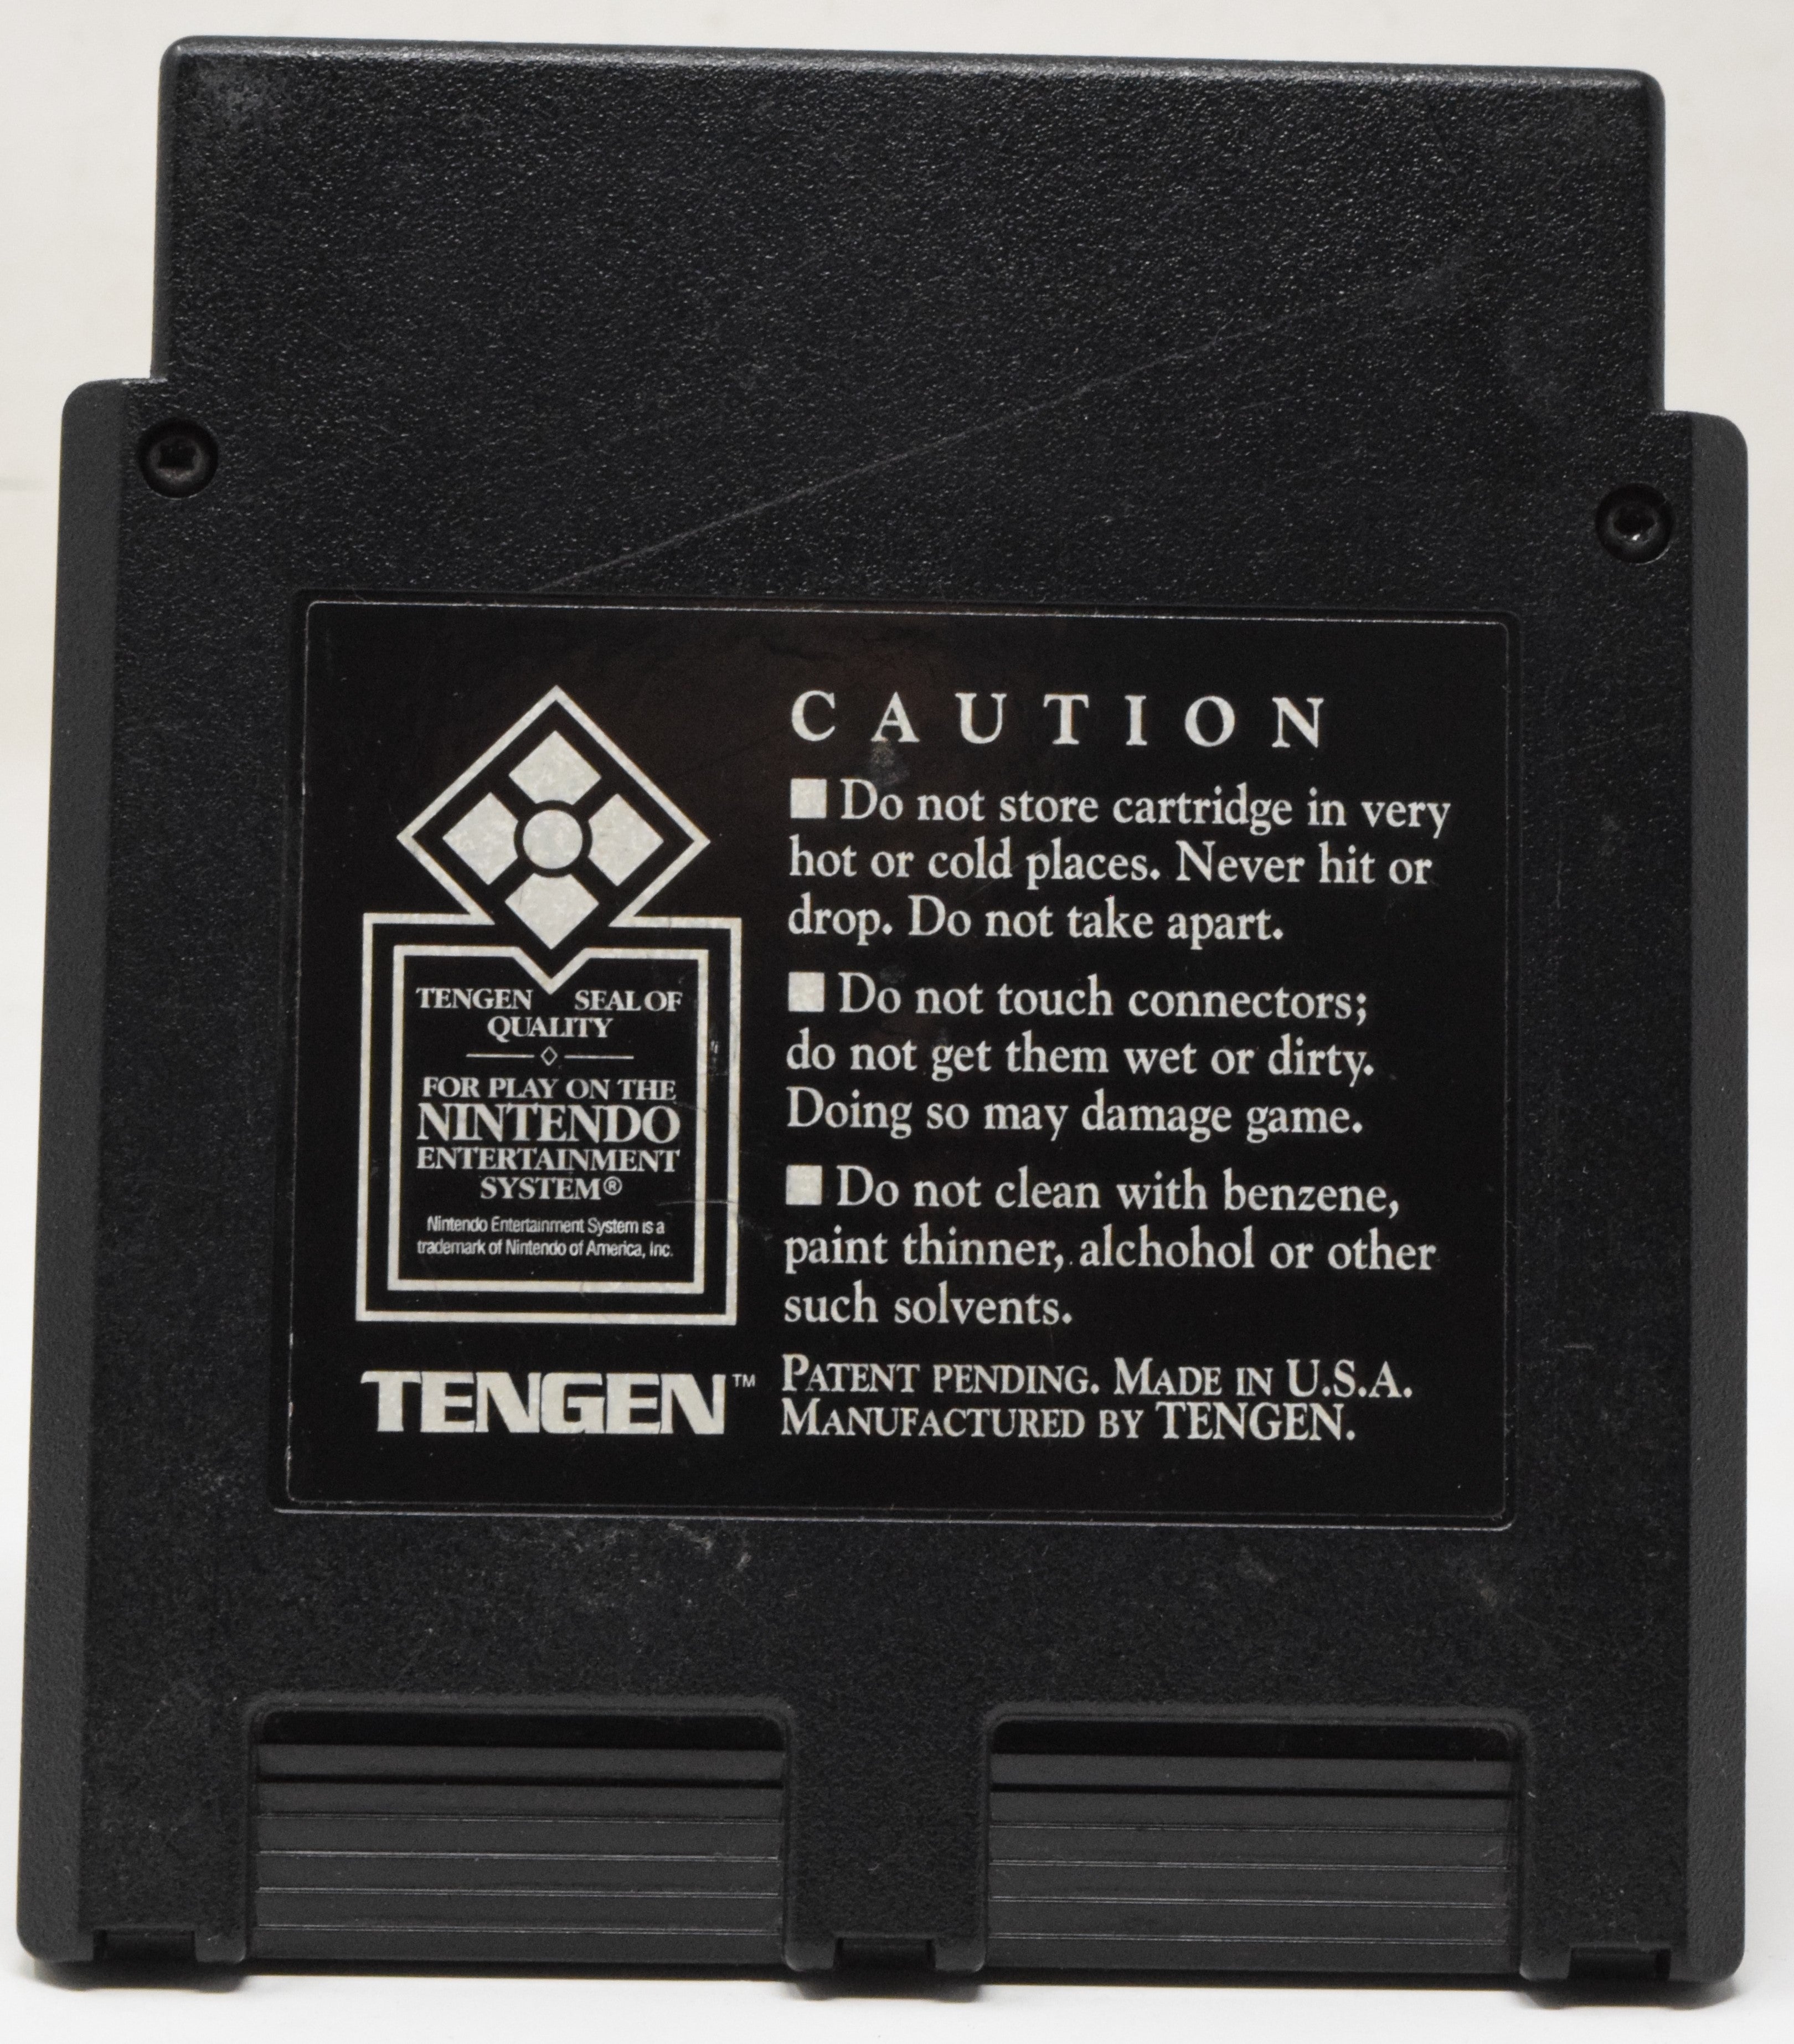 TENGEN SEAL OF
QUALITY
FOR PLAY ON THE
NINTENDO
ENTERTAINMENT
SYSTEM®
Nintendo Entertainment System is a
trademark of Nintendo of America, Inc.
TENGEN™
CAUTION
■ Do not store cartridge in very
hot or cold places. Never hit or
drop. Do not take apart.
■ Do not touch connectors;
do not get them wet or dirty.
Doing so may damage game.
■ Do not clean with benzene,
paint thinner, alchohol or other
such solvents.
PATENT PENDING. MADE IN U.S.A.
MANUFACTURED BY TENGEN.